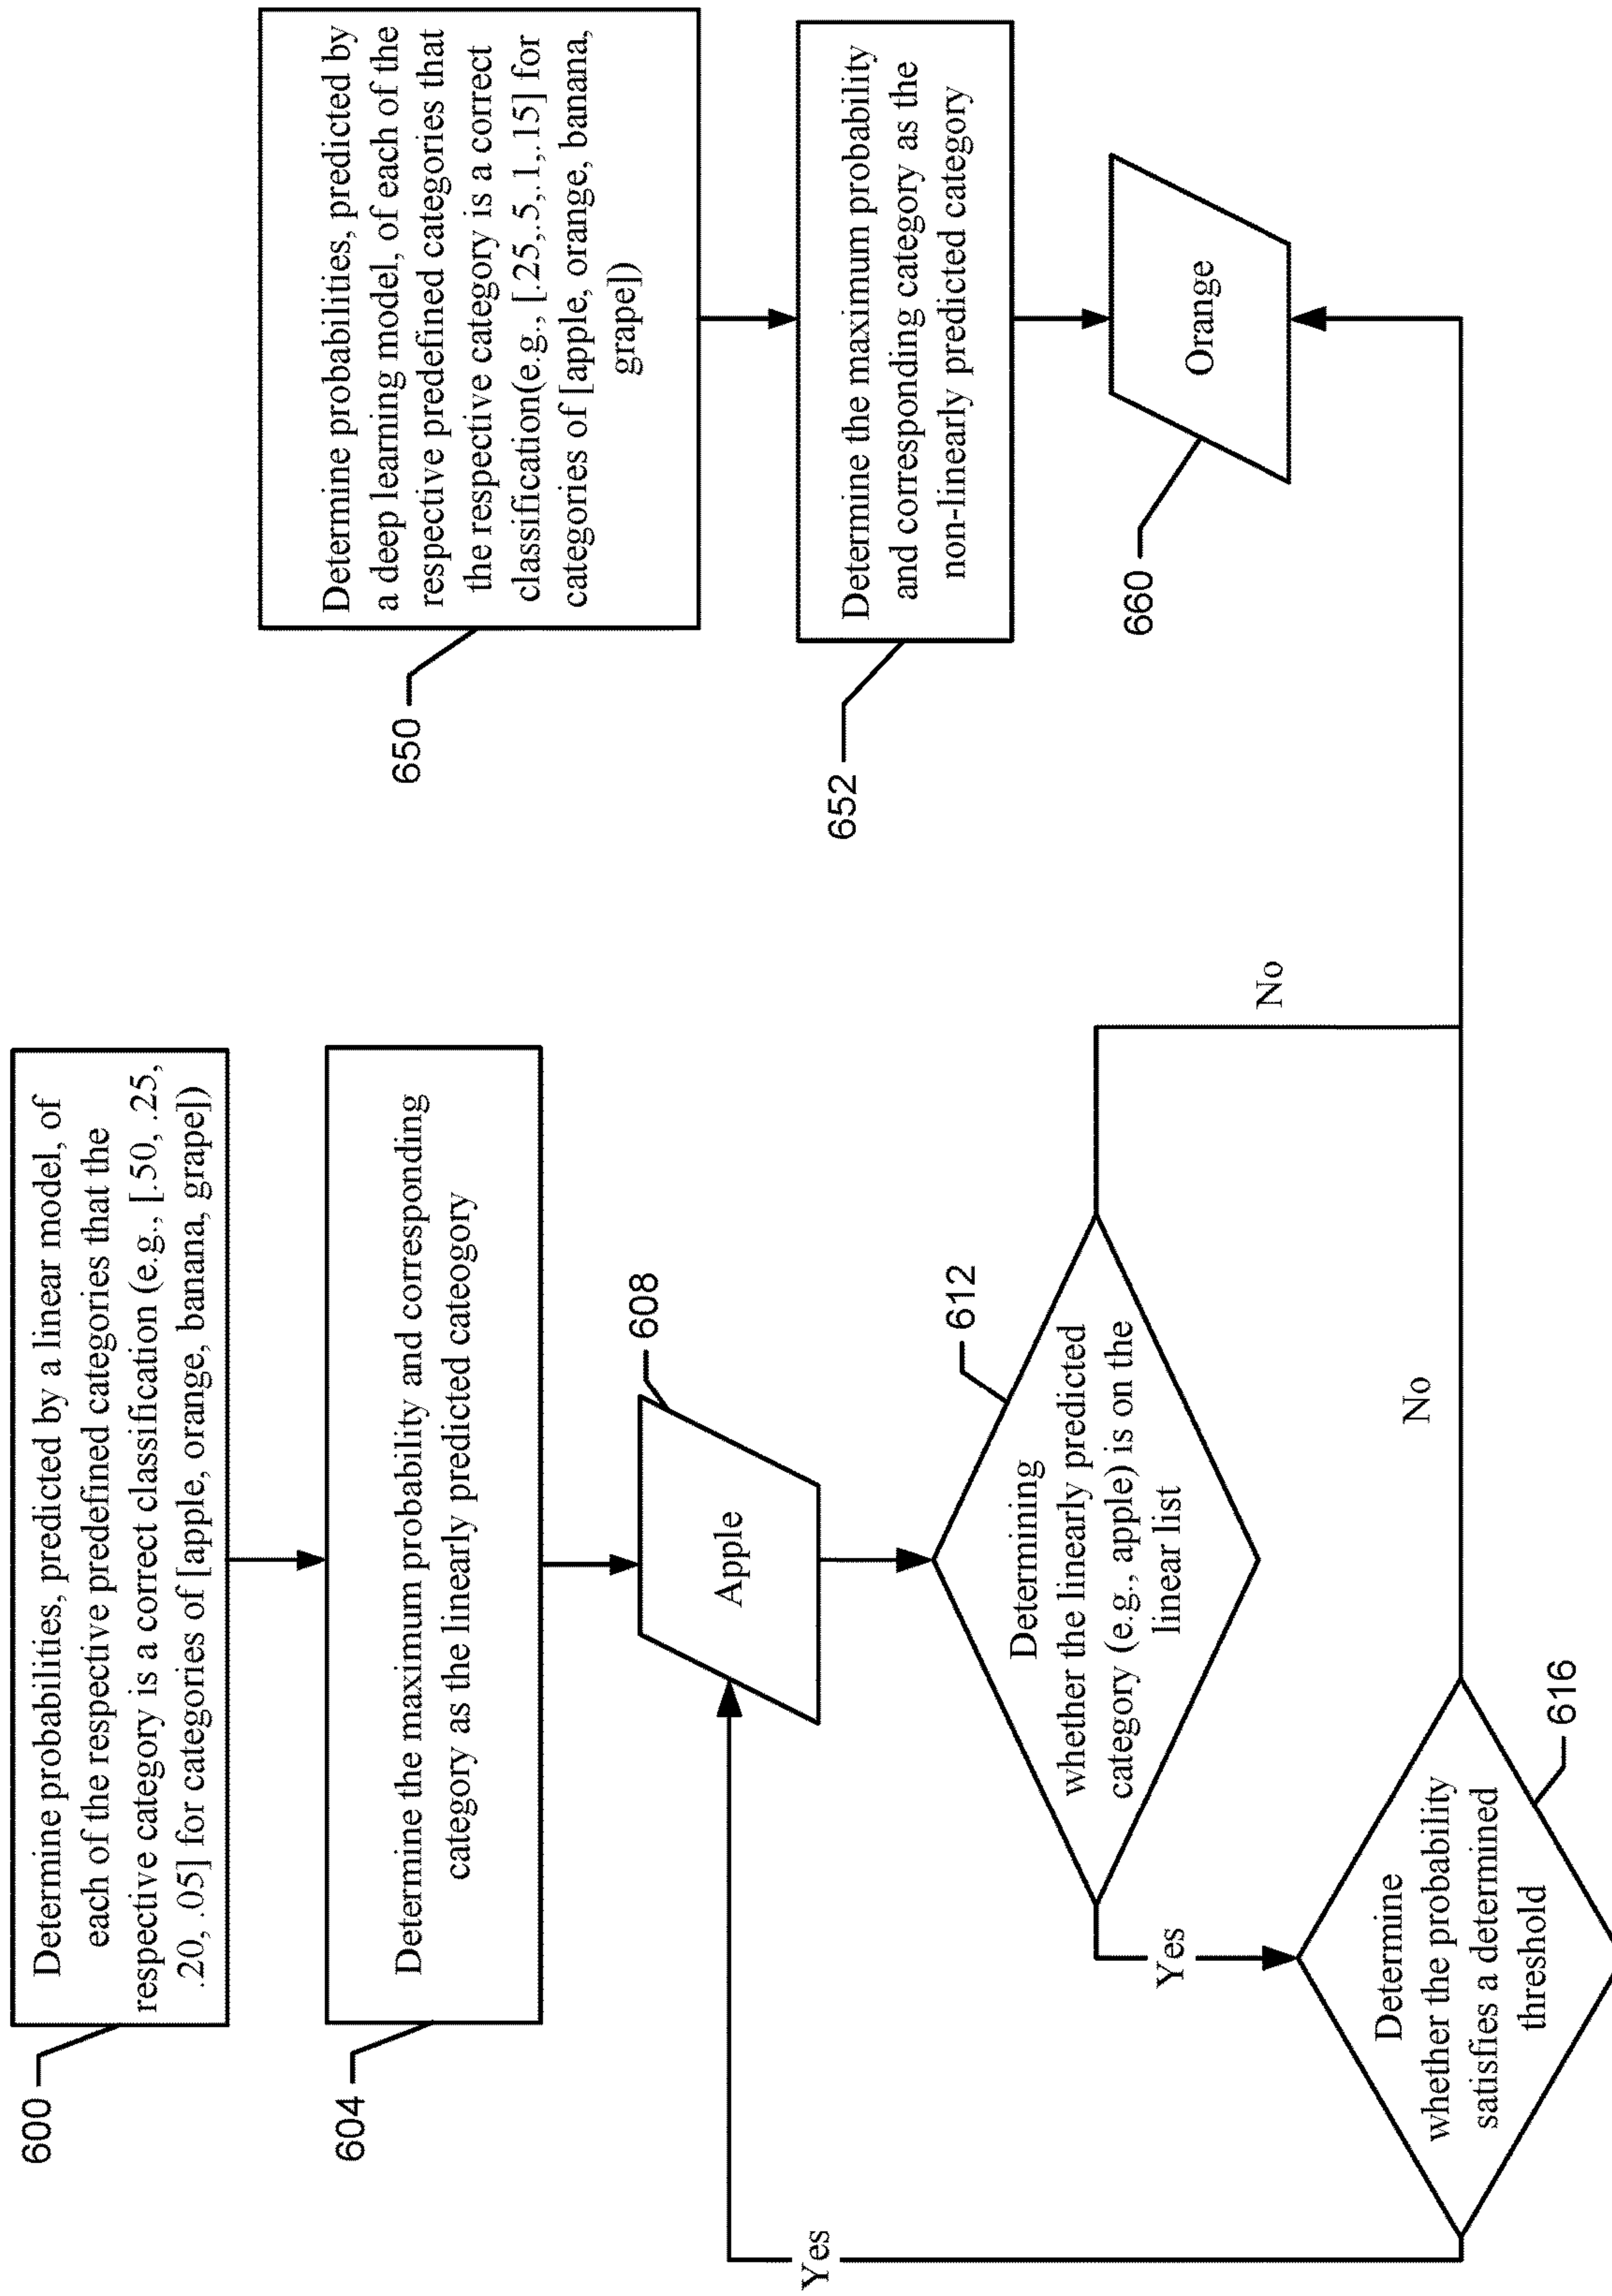 600
Determine probabilities, predicted by a linear model, of
each of the respective predefined categories that the
respective category is a correct classification (e.g., [.50, .25,
.20, .05] for categories of [apple, orange, banana, grape])
604
Determine the maximum probability and corresponding
category as the linearly predicted cateogory
608
Apple
612
Determining
whether the linearly predicted
category (e.g., apple) is on the
linear list
Yes
No
616
Determine
whether the probability
satisfies a determined
threshold
Yes
No
650
Determine probabilities, predicted by
a deep learning model, of each of the
respective predefined categories that
the respective category is a correct
classification(e.g., [.25,.5,.1,.15] for
categories of [apple, orange, banana,
grape])
652
Determine the maximum probability
and corresponding category as the
non-linearly predicted category
660
Orange